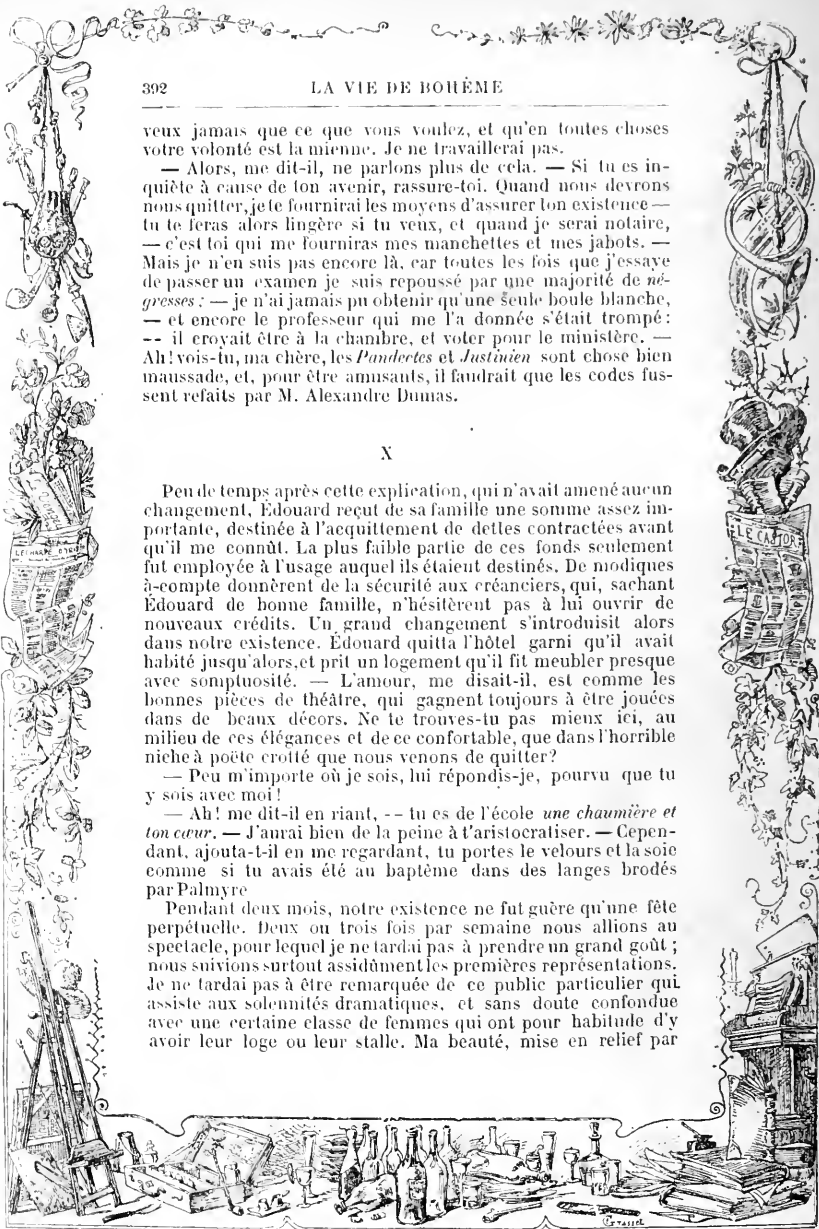 392 LA VIE DE BOHÈME
veux jamais que ce que vous voulez, et qu'en toutes choses
votre volonté est la mienne. Je ne travaillerai pas.
— Alors, me dit-il, ne parlons plus de cela. — Si tu es in-
quiète à cause de ton avenir, rassure-toi. Quand nous devrons
nous quitter, je te fournirai les moyens d'assurer ton existence —
tu te feras alors lingère si tu veux, et quand je serai notaire,
— c'est toi qui me fourniras mes manchettes et mes jabots. —
Mais je n'en suis pas encore là, car toutes les fois que j'essaye
de passer un examen je suis repoussé par une majorité de né-
gresses : — je n'ai jamais pu obtenir qu'une seule boule blanche,
— et encore le professeur qui me l'a donnée s'était trompé :
-- il croyait être à la chambre, et voter pour le ministère. —
Ah ! vois-tu, ma chère, les Pandectes et Justinien sont chose bien
maussade, et, pour être amusants, il faudrait que les codes fus-
sent refaits par M. Alexandre Dumas.
X
Peu de temps après cette explication, qui n'avait amené aucun
changement, Édouard reçut de sa famille une somme assez im-
portante, destinée à l'acquittement de dettes contractées avant
qu'il me connût. La plus faible partie de ces fonds seulement
fut employée à l'usage auquel ils étaient destinés. De modiques
à-compte donnèrent de la sécurité aux créanciers, qui, sachant
Édouard de bonne famille, n'hésitèrent pas à lui ouvrir de
nouveaux crédits. Un grand changement s'introduisit alors
dans notre existence. Édouard quitta l'hôtel garni qu'il avait
habité jusqu'alors, et prit un logement qu'il fit meubler presque
avec somptuosité. — L'amour, me disait-il, est comme les
bonnes pièces de théâtre, qui gagnent toujours à être jouées
dans de beaux décors. Ne te trouves-tu pas mieux ici, au
milieu de ces élégances et de ce confortable, que dans l'horrible
niche à poëte crotté que nous venons de quitter?
— Peu m'importe où je sois, lui répondis-je, pourvu que tu
y sois avec moi !
— Ah! me dit-il en riant, -- tu es de l'école une chaumière et
ton cœur. — J'aurai bien de la peine à t'aristocratiser. — Cepen-
dant, ajouta-t-il en me regardant, tu portes le velours et la soie
comme si tu avais été au baptême dans des langes brodés
par Palmyre
Pendant deux mois, notre existence ne fut guère qu'une fête
perpétuelle. Deux ou trois fois par semaine nous allions au
spectacle, pour lequel je ne tardai pas à prendre un grand goût ;
nous suivions surtout assidûment les premières représentations.
Je ne tardai pas à être remarquée de ce public particulier qui
assiste aux solennités dramatiques, et sans doute confondue
avec une certaine classe de femmes qui ont pour habitude d'y
avoir leur loge ou leur stalle. Ma beauté, mise en relief par
L'ECHARPE D'IRIS
LE CASTOR